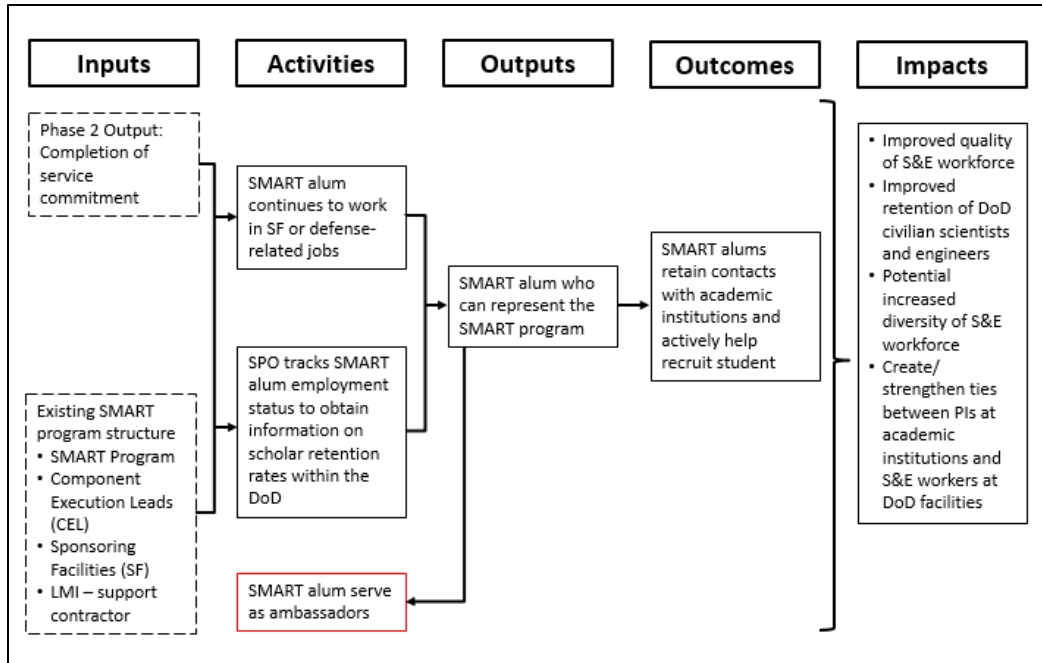 Inputs
Activities
Outputs
Outcomes
Impacts
Phase 2 Output:
Completion of
service
commitment
Existing SMART
program structure
• SMART Program
• Component
Execution Leads
(CEL)
• Sponsoring
Facilities (SF)
• LMI – support
contractor
SMART alum
continues to work
in SF or defense-
related jobs
SPO tracks SMART
alum employment
status to obtain
information on
scholar retention
rates within the
DoD
SMART alum serve
as ambassadors
SMART alum who
can represent the
SMART program
SMART alums
retain contacts
with academic
institutions and
actively help
recruit student
• Improved quality
of S&E workforce
• Improved
retention of DoD
civilian scientists
and engineers
• Potential
increased
diversity of S&E
workforce
• Create/
strengthen ties
between PIs at
academic
institutions and
S&E workers at
DoD facilities